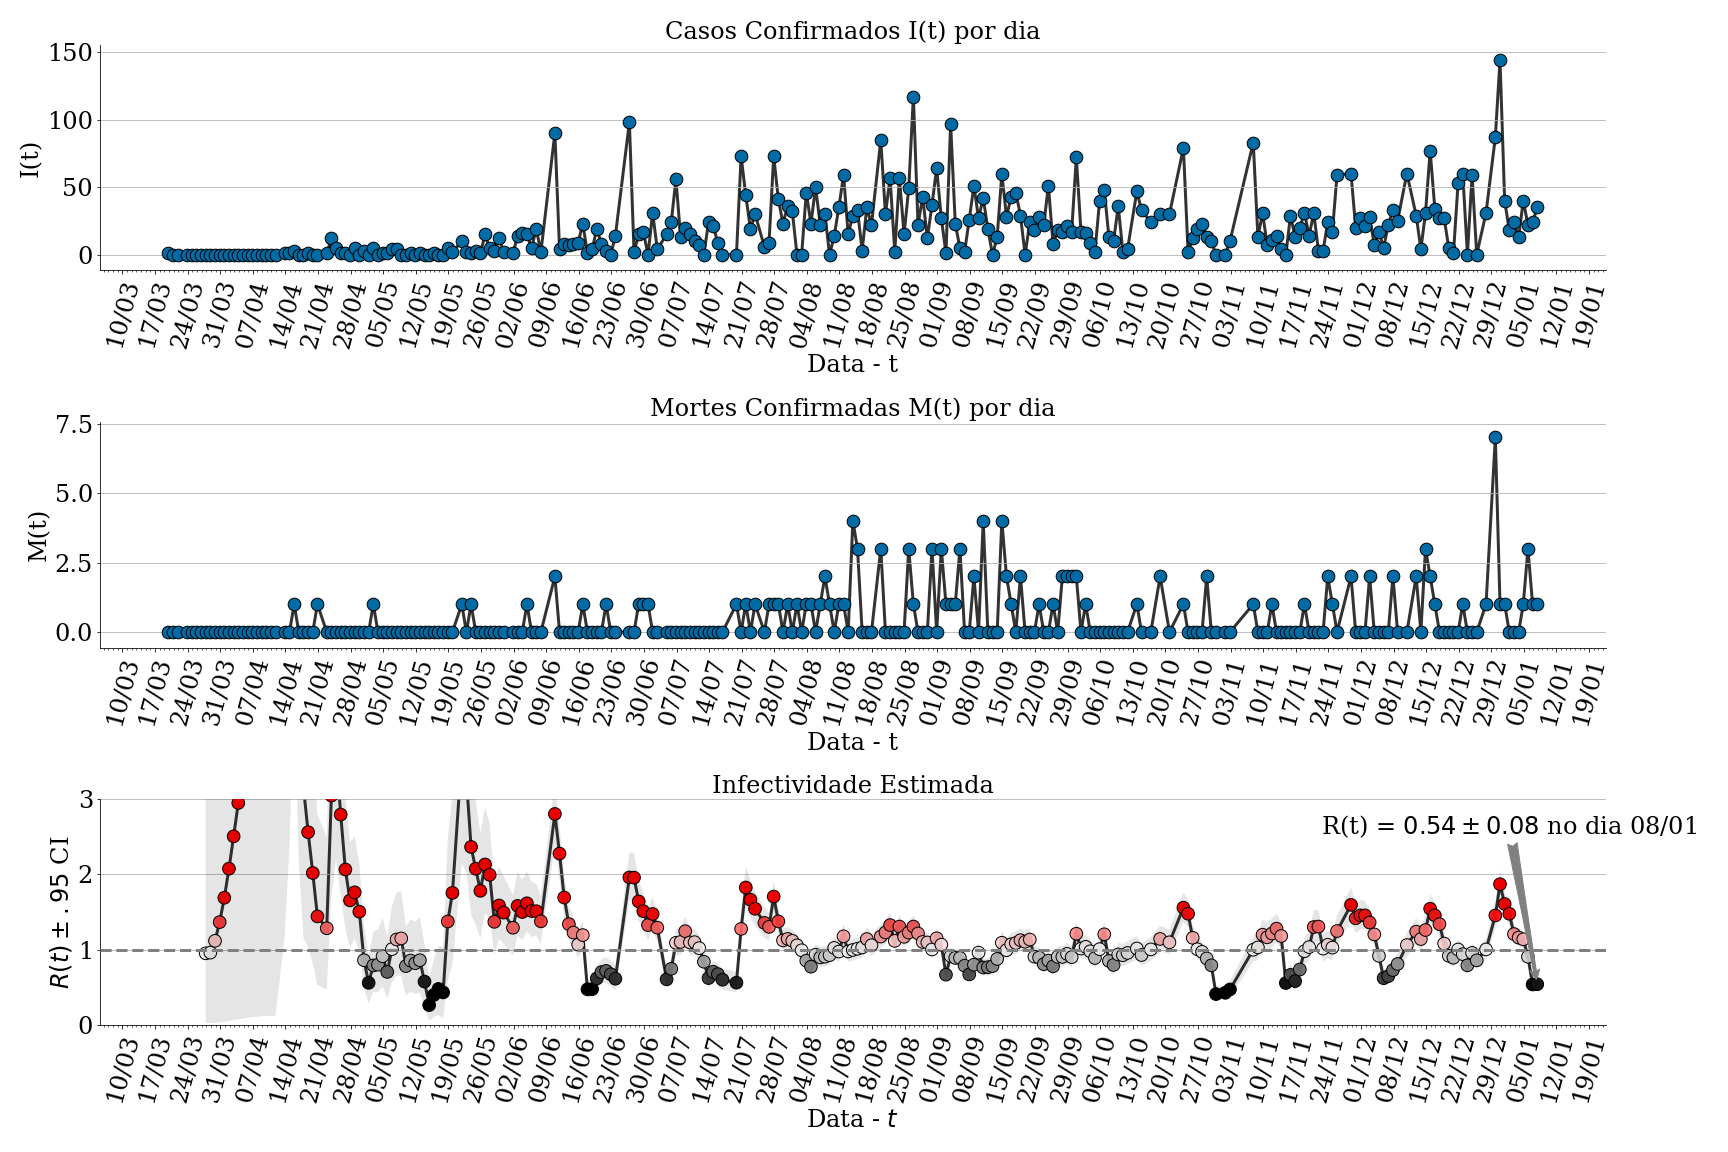 Casos Confirmados I(t) por dia
150
100
50
0
I(t)
10/03 17/03 24/03 31/03 07/04 14/04 21/04 28/04 05/05 12/05 19/05 26/05 02/06 09/06 16/06 23/06 30/06 07/07 14/07 21/07 28/07 04/08 11/08 18/08 25/08 01/09 08/09 15/09 22/09 29/09 06/10 13/10 20/10 27/10 03/11 10/11 17/11 24/11 01/12 08/12 15/12 22/12 29/12 05/01 12/01 19/01
Data - t
Mortes Confirmadas M(t) por dia
7.5
5.0
2.5
0.0
M(t)
10/03 17/03 24/03 31/03 07/04 14/04 21/04 28/04 05/05 12/05 19/05 26/05 02/06 09/06 16/06 23/06 30/06 07/07 14/07 21/07 28/07 04/08 11/08 18/08 25/08 01/09 08/09 15/09 22/09 29/09 06/10 13/10 20/10 27/10 03/11 10/11 17/11 24/11 01/12 08/12 15/12 22/12 29/12 05/01 12/01 19/01
Data - t
Infectividade Estimada
3
2
1
0
R(t) ± .95 CI
R(t) = 0.54 ± 0.08 no dia 08/01
10/03 17/03 24/03 31/03 07/04 14/04 21/04 28/04 05/05 12/05 19/05 26/05 02/06 09/06 16/06 23/06 30/06 07/07 14/07 21/07 28/07 04/08 11/08 18/08 25/08 01/09 08/09 15/09 22/09 29/09 06/10 13/10 20/10 27/10 03/11 10/11 17/11 24/11 01/12 08/12 15/12 22/12 29/12 05/01 12/01 19/01
Data - t